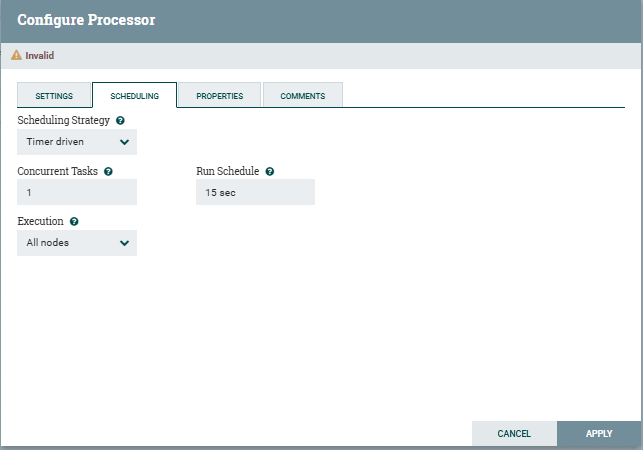 Configure Processor
Invalid
SETTINGS SCHEDULING PROPERTIES COMMENTS
Scheduling Strategy ?
Timer driven
Concurrent Tasks ? Run Schedule ?
1 15 sec
Execution ?
All nodes
CANCEL APPLY